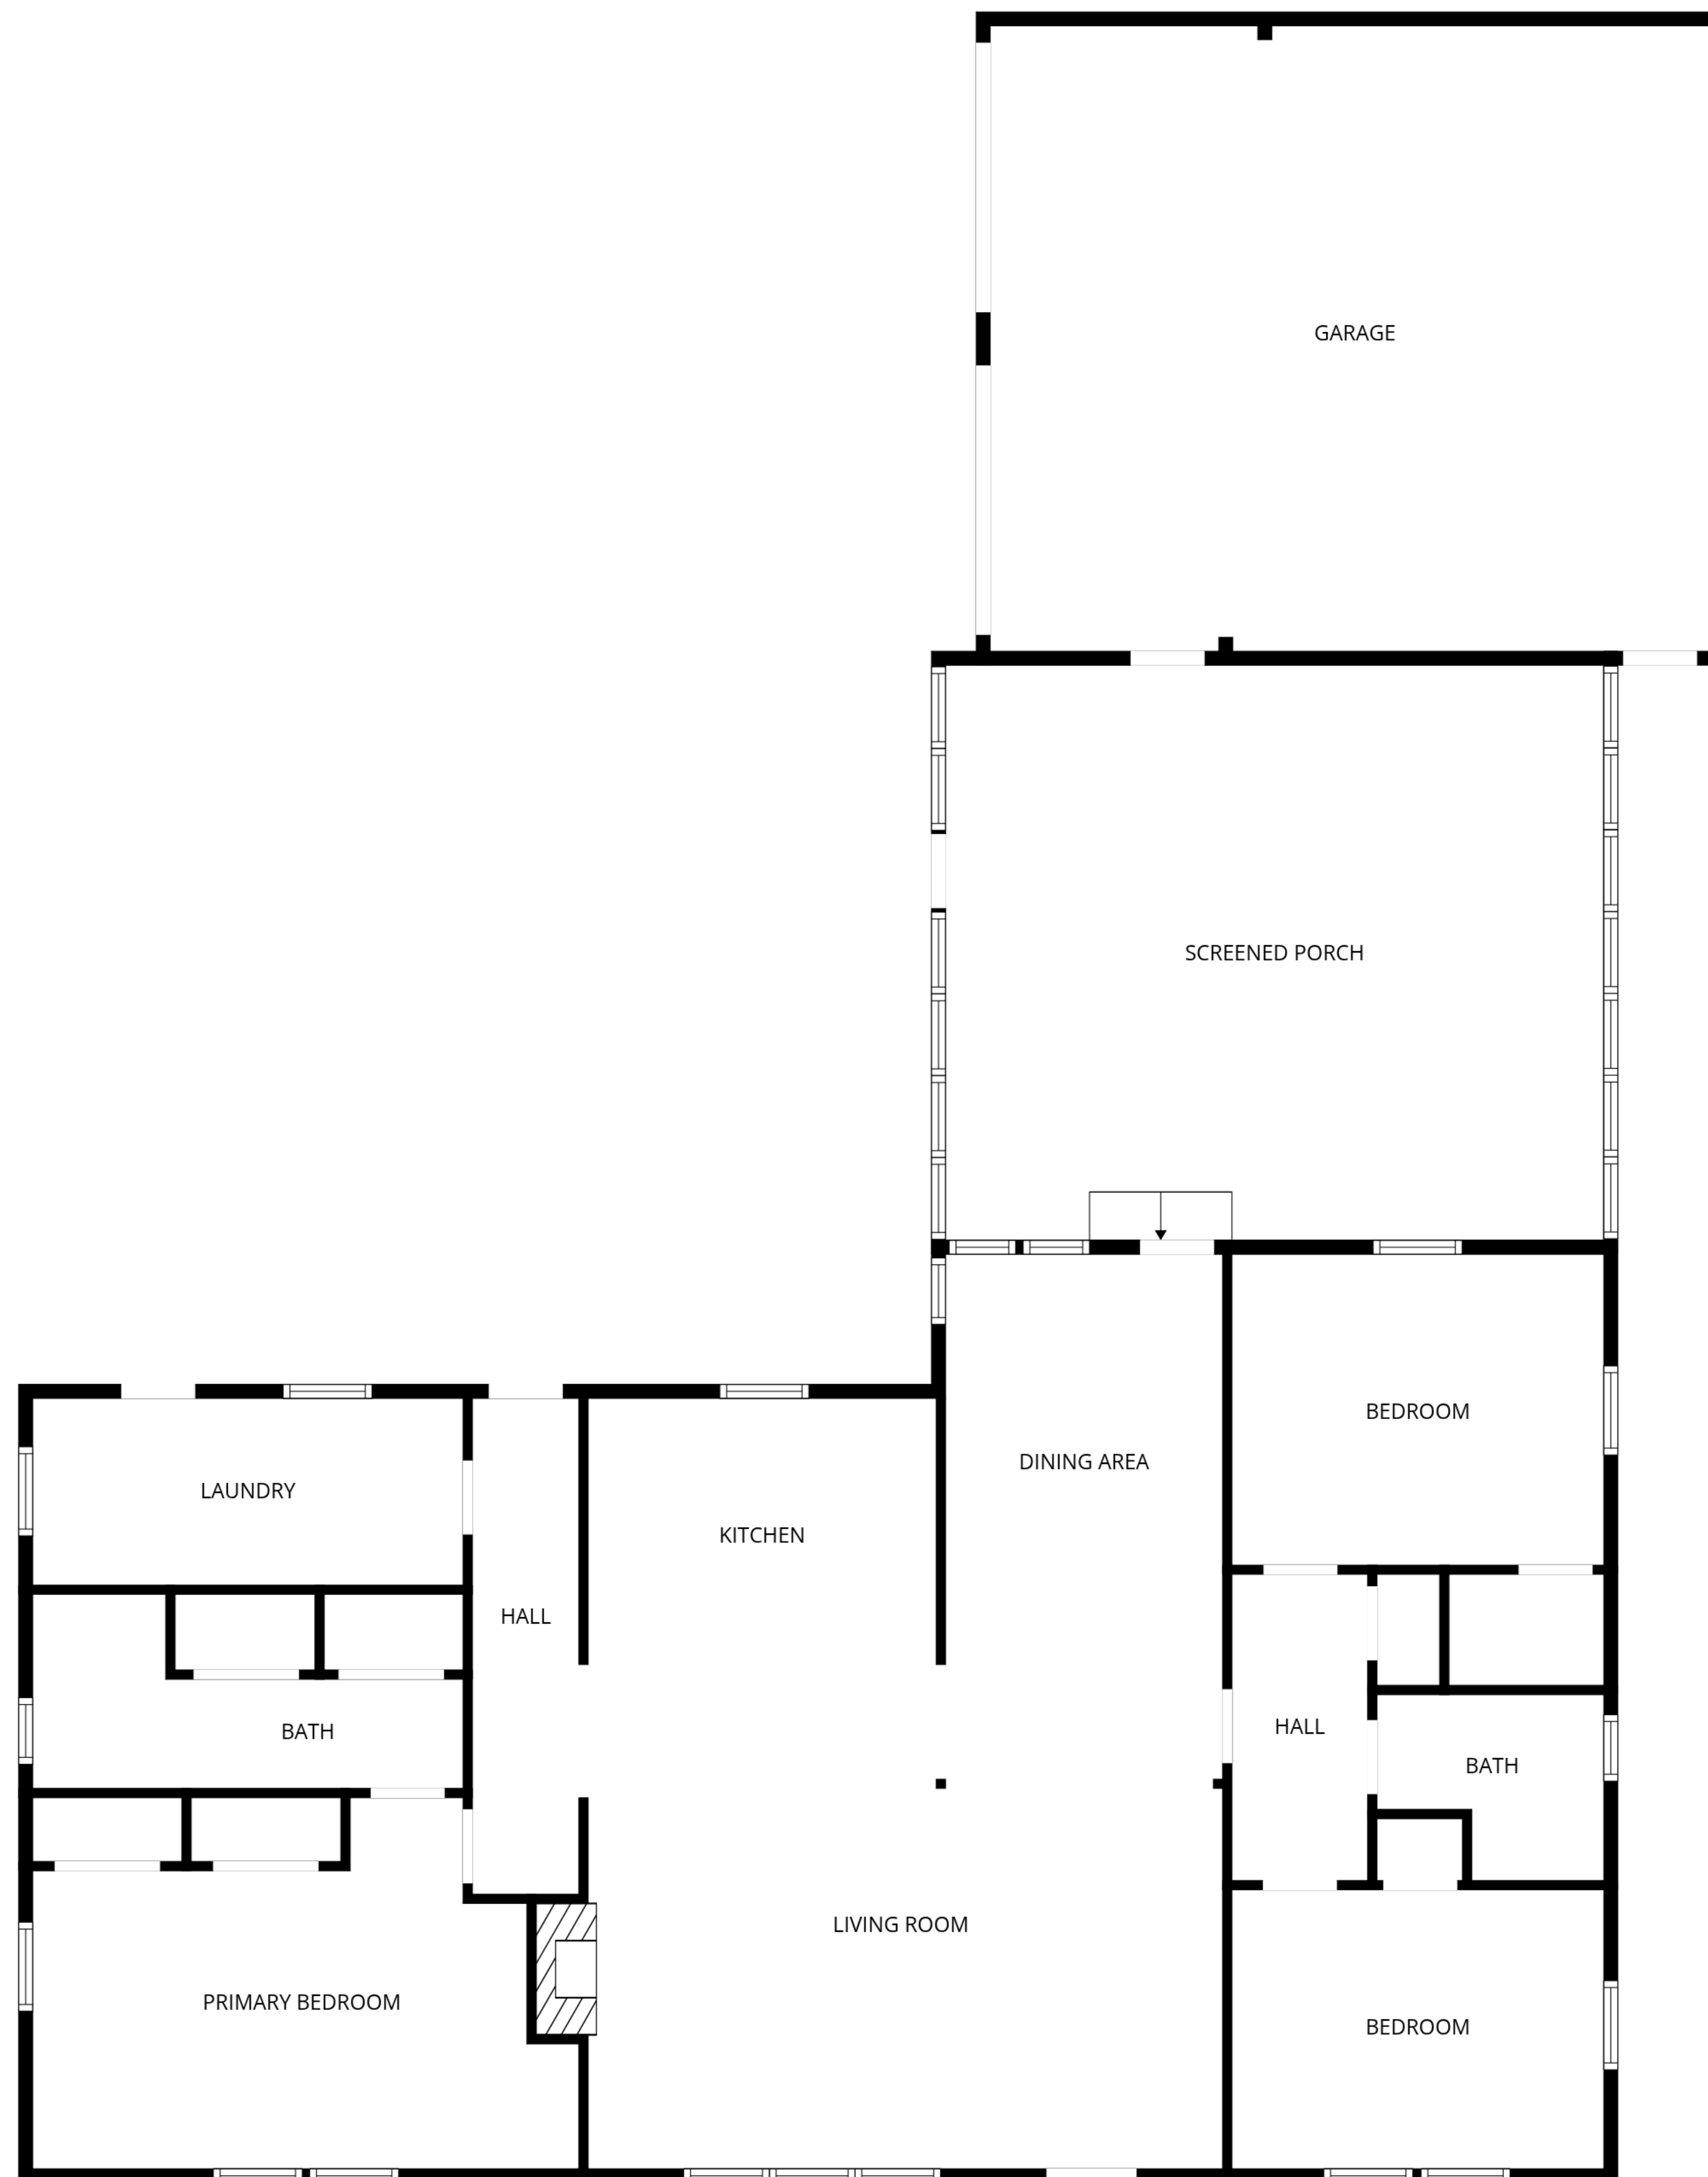 GARAGE
SCREENED PORCH
BEDROOM
DINING AREA
LAUNDRY
KITCHEN
HALL
HALL
BATH
BATH
LIVING ROOM
PRIMARY BEDROOM
BEDROOM